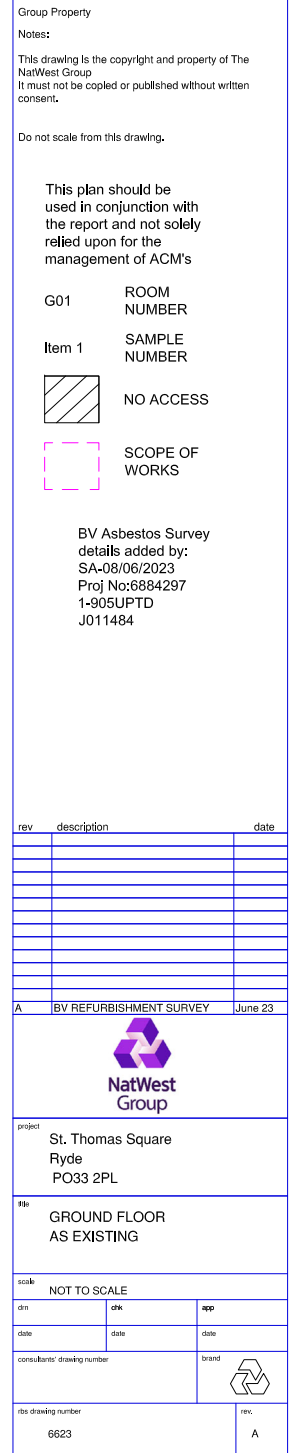 Group Property
Notes:
This drawing is the copyright and property of The
NatWest Group
It must not be copied or published without written
consent.
Do not scale from this drawing.
This plan should be
used in conjunction with
the report and not solely
relied upon for the
management of ACM's
G01 ROOM
NUMBER
Item 1 SAMPLE
NUMBER
NO ACCESS
SCOPE OF
WORKS
BV Asbestos Survey
details added by:
SA-08/06/2023
Proj No:6884297
1-905UPTD
J011484
rev description date
A BV REFURBISHMENT SURVEY June 23
NatWest
Group
project
St. Thomas Square
Ryde
PO33 2PL
title
GROUND FLOOR
AS EXISTING
scale
NOT TO SCALE
drn chk app
date date date
consultants' drawing number brand
rbs drawing number rev.
6623 A